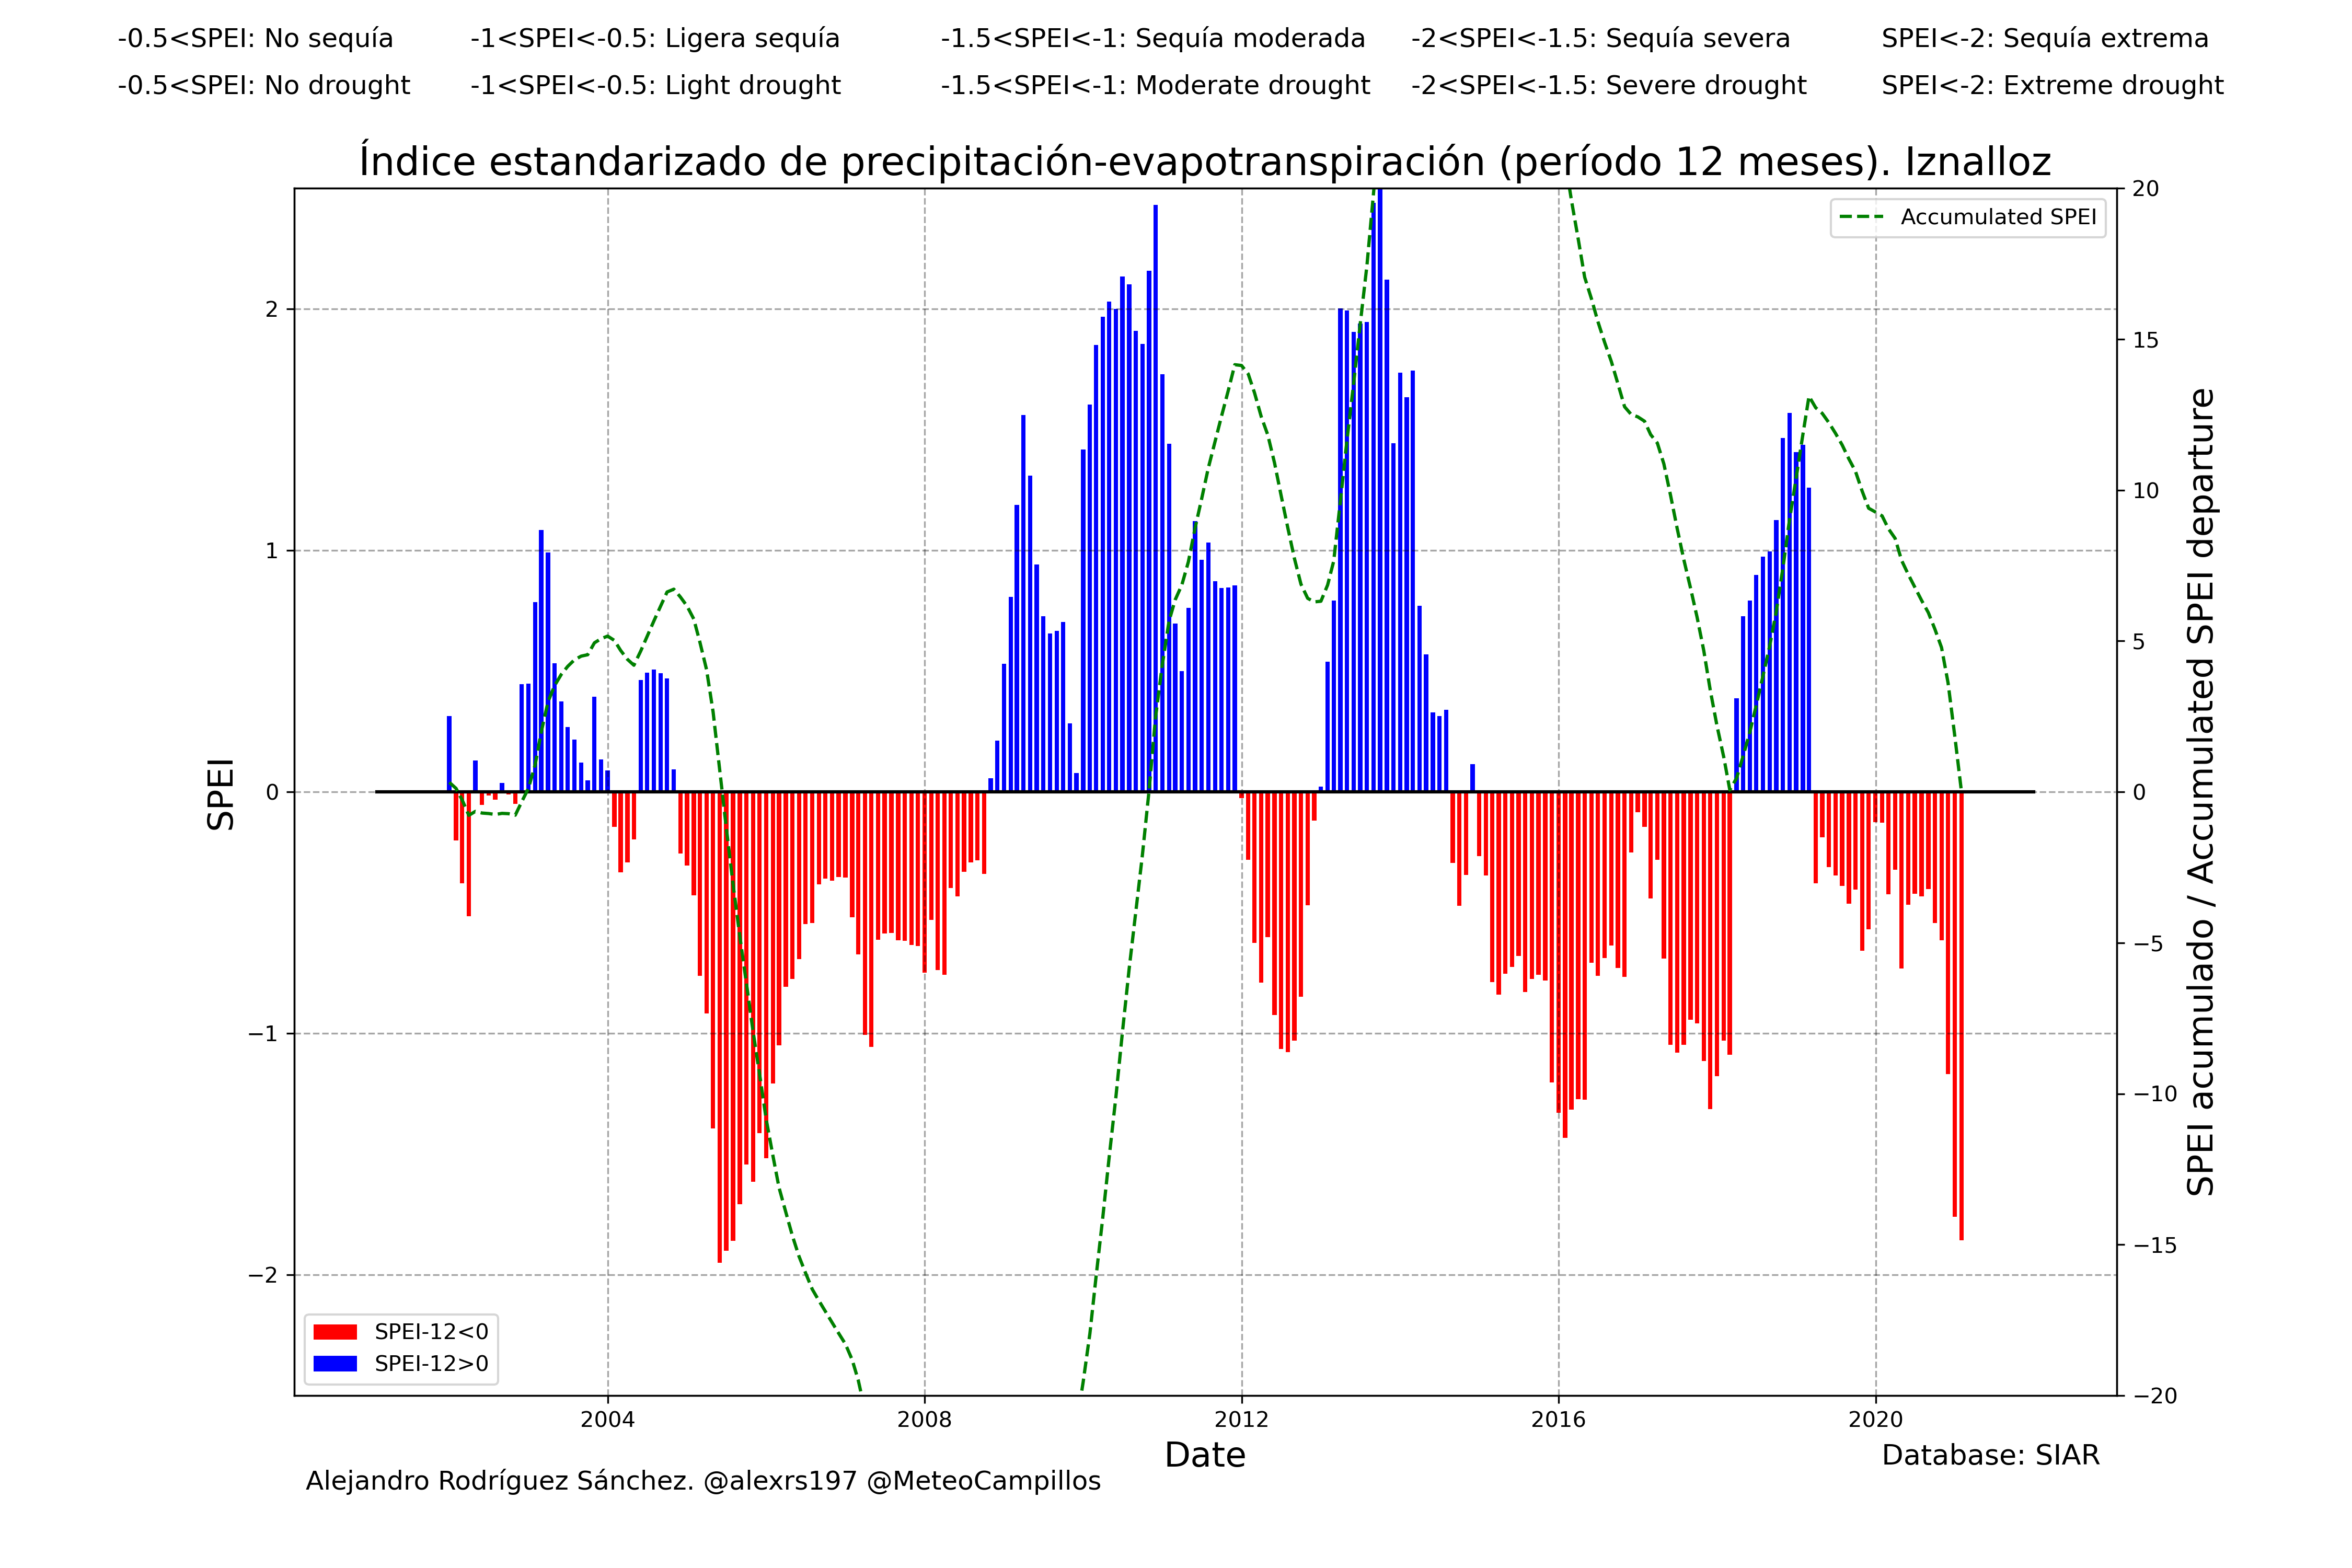 -0.5<SPEI: No sequía -1<SPEI<-0.5: Ligera sequía -1.5<SPEI<-1: Sequía moderada -2<SPEI<-1.5: Sequía severa SPEI<-2: Sequía extrema
-0.5<SPEI: No drought -1<SPEI<-0.5: Light drought -1.5<SPEI<-1: Moderate drought -2<SPEI<-1.5: Severe drought SPEI<-2: Extreme drought
Índice estandarizado de precipitación-evapotranspiración (período 12 meses). Iznalloz
Accumulated SPEI
SPEI
2
1
0
−1
−2
20
15
10
5
0
−5
−10
−15
−20
SPEI acumulado / Accumulated SPEI departure
SPEI-12<0
SPEI-12>0
2004 2008 2012 2016 2020
Date
Database: SIAR
Alejandro Rodríguez Sánchez. @alexrs197 @MeteoCampillos